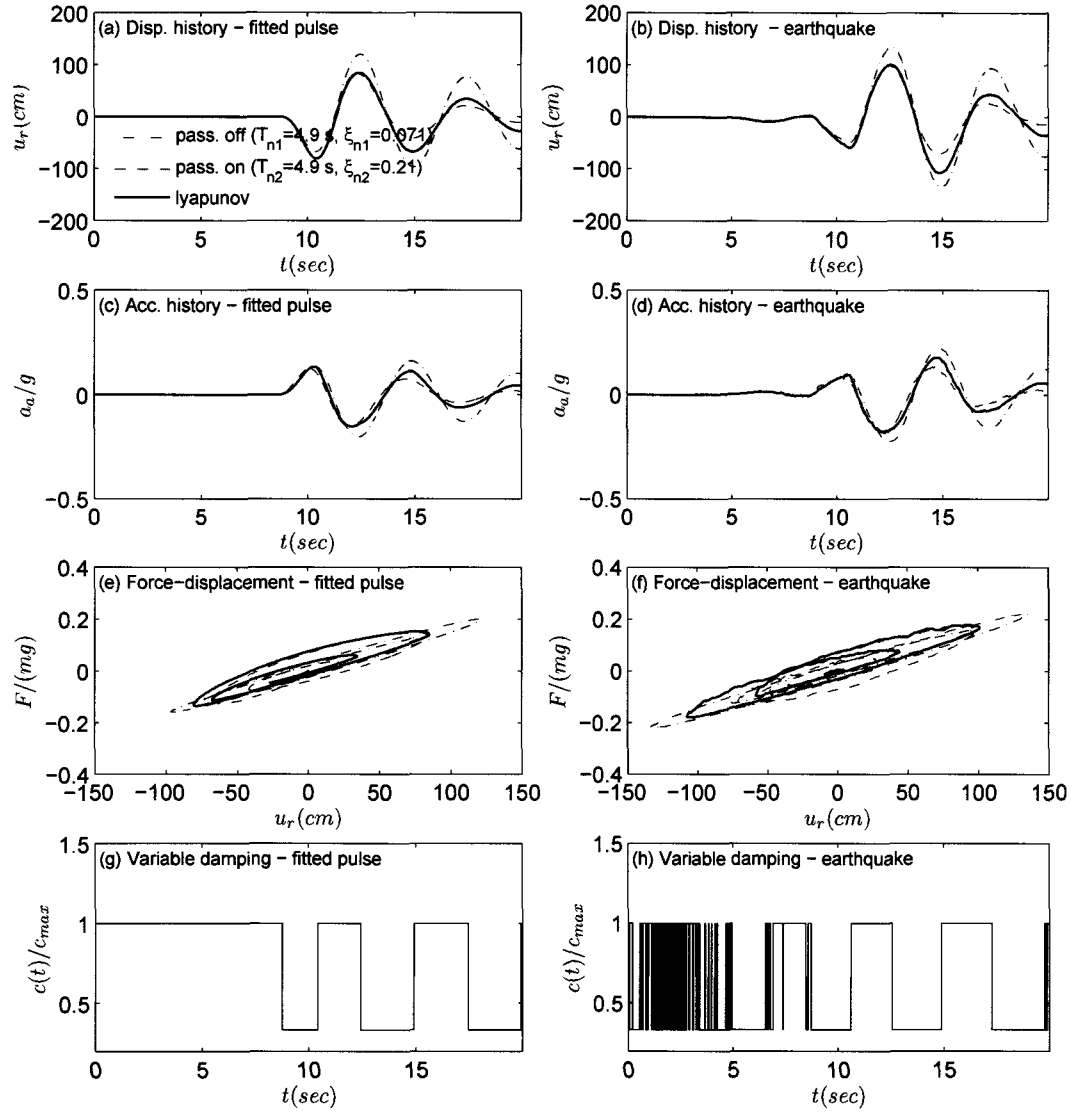 (a) Disp. history − fitted pulse
200
100
0
−100
−200
u_r(cm)
pass. off (T_n1=4.9 s, ξ_n1=0.071)
pass. on (T_n2=4.9 s, ξ_n2=0.21)
lyapunov
0 5 10 15
t(sec)
(b) Disp. history − earthquake
200
100
0
−100
−200
u_r(cm)
0 5 10 15
t(sec)
(c) Acc. history − fitted pulse
0.5
0
−0.5
a_a/g
0 5 10 15
t(sec)
(d) Acc. history − earthquake
0.5
0
−0.5
a_a/g
0 5 10 15
t(sec)
(e) Force−displacement − fitted pulse
0.4
0.2
0
−0.2
−0.4
F/(mg)
−150 −100 −50 0 50 100 150
u_r(cm)
(f) Force−displacement − earthquake
0.4
0.2
0
−0.2
−0.4
F/(mg)
−150 −100 −50 0 50 100 150
u_r(cm)
(g) Variable damping − fitted pulse
1.5
1
0.5
c(t)/c_max
0 5 10 15
t(sec)
(h) Variable damping − earthquake
1.5
1
0.5
c(t)/c_max
0 5 10 15
t(sec)